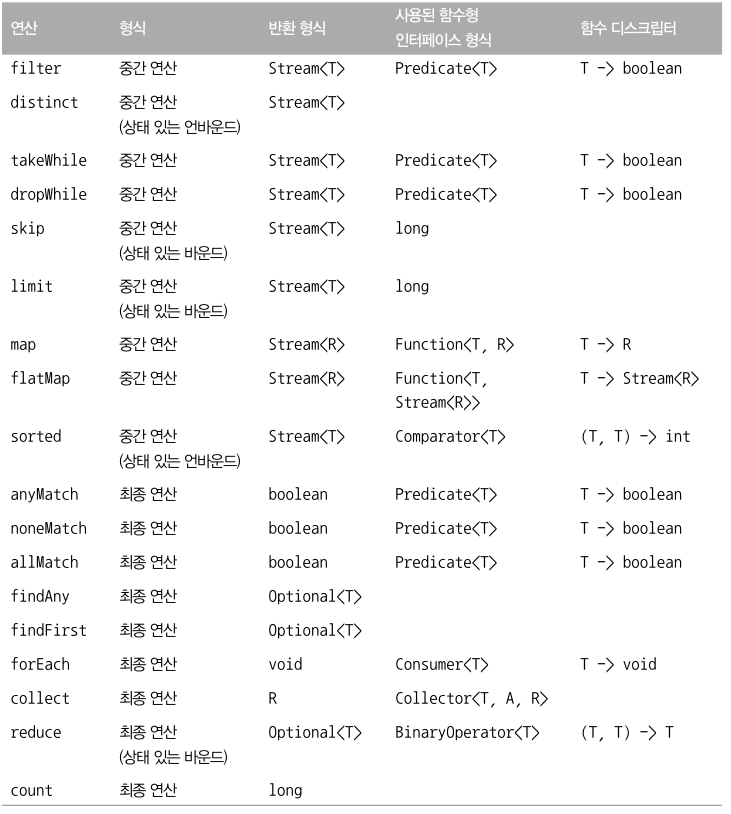 연산 형식 반환 형식 사용된 함수형 인터페이스 형식 함수 디스크립터
filter 중간 연산 Stream<T> Predicate<T> T -> boolean
distinct 중간 연산 Stream<T>
(상태 있는 언바운드)
takeWhile 중간 연산 Stream<T> Predicate<T> T -> boolean
dropWhile 중간 연산 Stream<T> Predicate<T> T -> boolean
skip 중간 연산 Stream<T> long
(상태 있는 바운드)
limit 중간 연산 Stream<T> long
(상태 있는 바운드)
map 중간 연산 Stream<R> Function<T, R> T -> R
flatMap 중간 연산 Stream<R> Function<T, T -> Stream<R>
Stream<R>>
sorted 중간 연산 Stream<T> Comparator<T> (T, T) -> int
(상태 있는 언바운드)
anyMatch 최종 연산 boolean Predicate<T> T -> boolean
noneMatch 최종 연산 boolean Predicate<T> T -> boolean
allMatch 최종 연산 boolean Predicate<T> T -> boolean
findAny 최종 연산 Optional<T>
findFirst 최종 연산 Optional<T>
forEach 최종 연산 void Consumer<T> T -> void
collect 최종 연산 R Collector<T, A, R>
reduce 최종 연산 Optional<T> BinaryOperator<T> (T, T) -> T
(상태 있는 바운드)
count 최종 연산 long